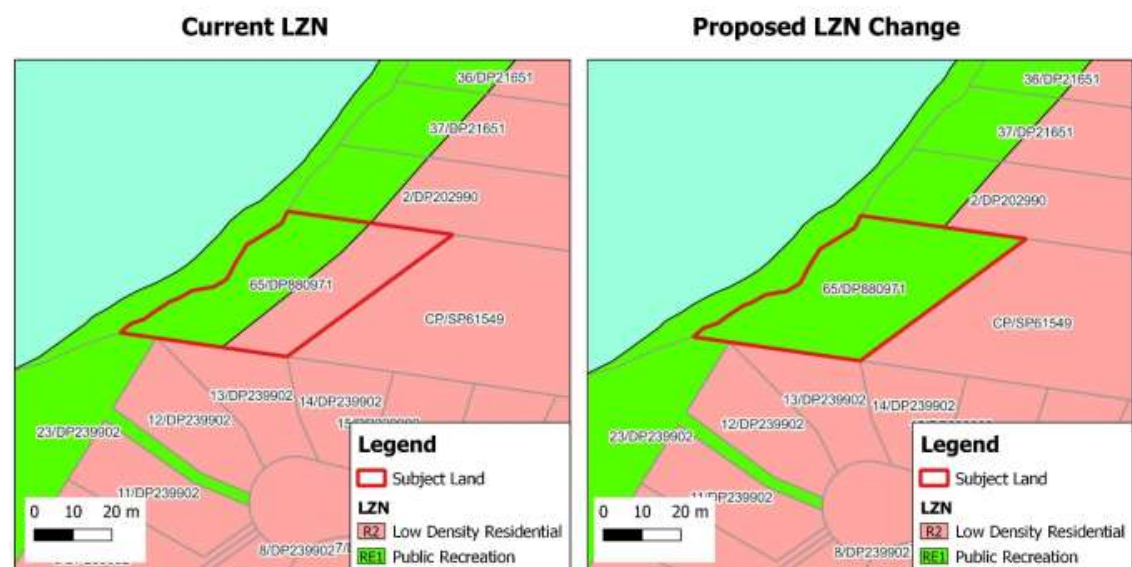 Current LZN
36/DP21651
37/DP21651
2/DP202990
65/DP880971
CP/SP61549
13/DP239902
14/DP239902
12/DP239902
23/DP239902
11/DP239902
8/DP239902
0 10 20 m
Legend
Subject Land
LZN
R2 Low Density Residential
RE1 Public Recreation
Proposed LZN Change
36/DP21651
37/DP21651
2/DP202990
65/DP880971
CP/SP61549
13/DP239902
14/DP239902
12/DP239902
23/DP239902
11/DP239902
8/DP239902
0 10 20 m
Legend
Subject Land
LZN
R2 Low Density Residential
RE1 Public Recreation